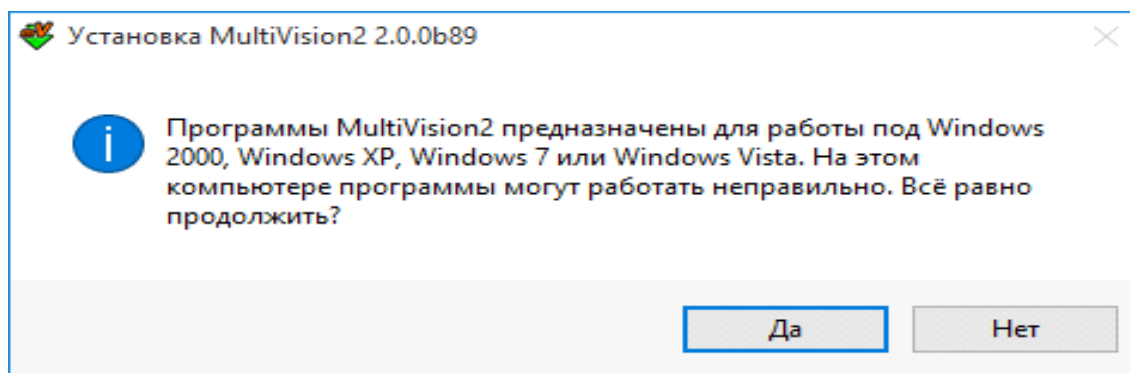 Установка MultiVision2 2.0.0b89
Программы MultiVision2 предназначены для работы под Windows
2000, Windows XP, Windows 7 или Windows Vista. На этом
компьютере программы могут работать неправильно. Всё равно
продолжить?
Да Нет